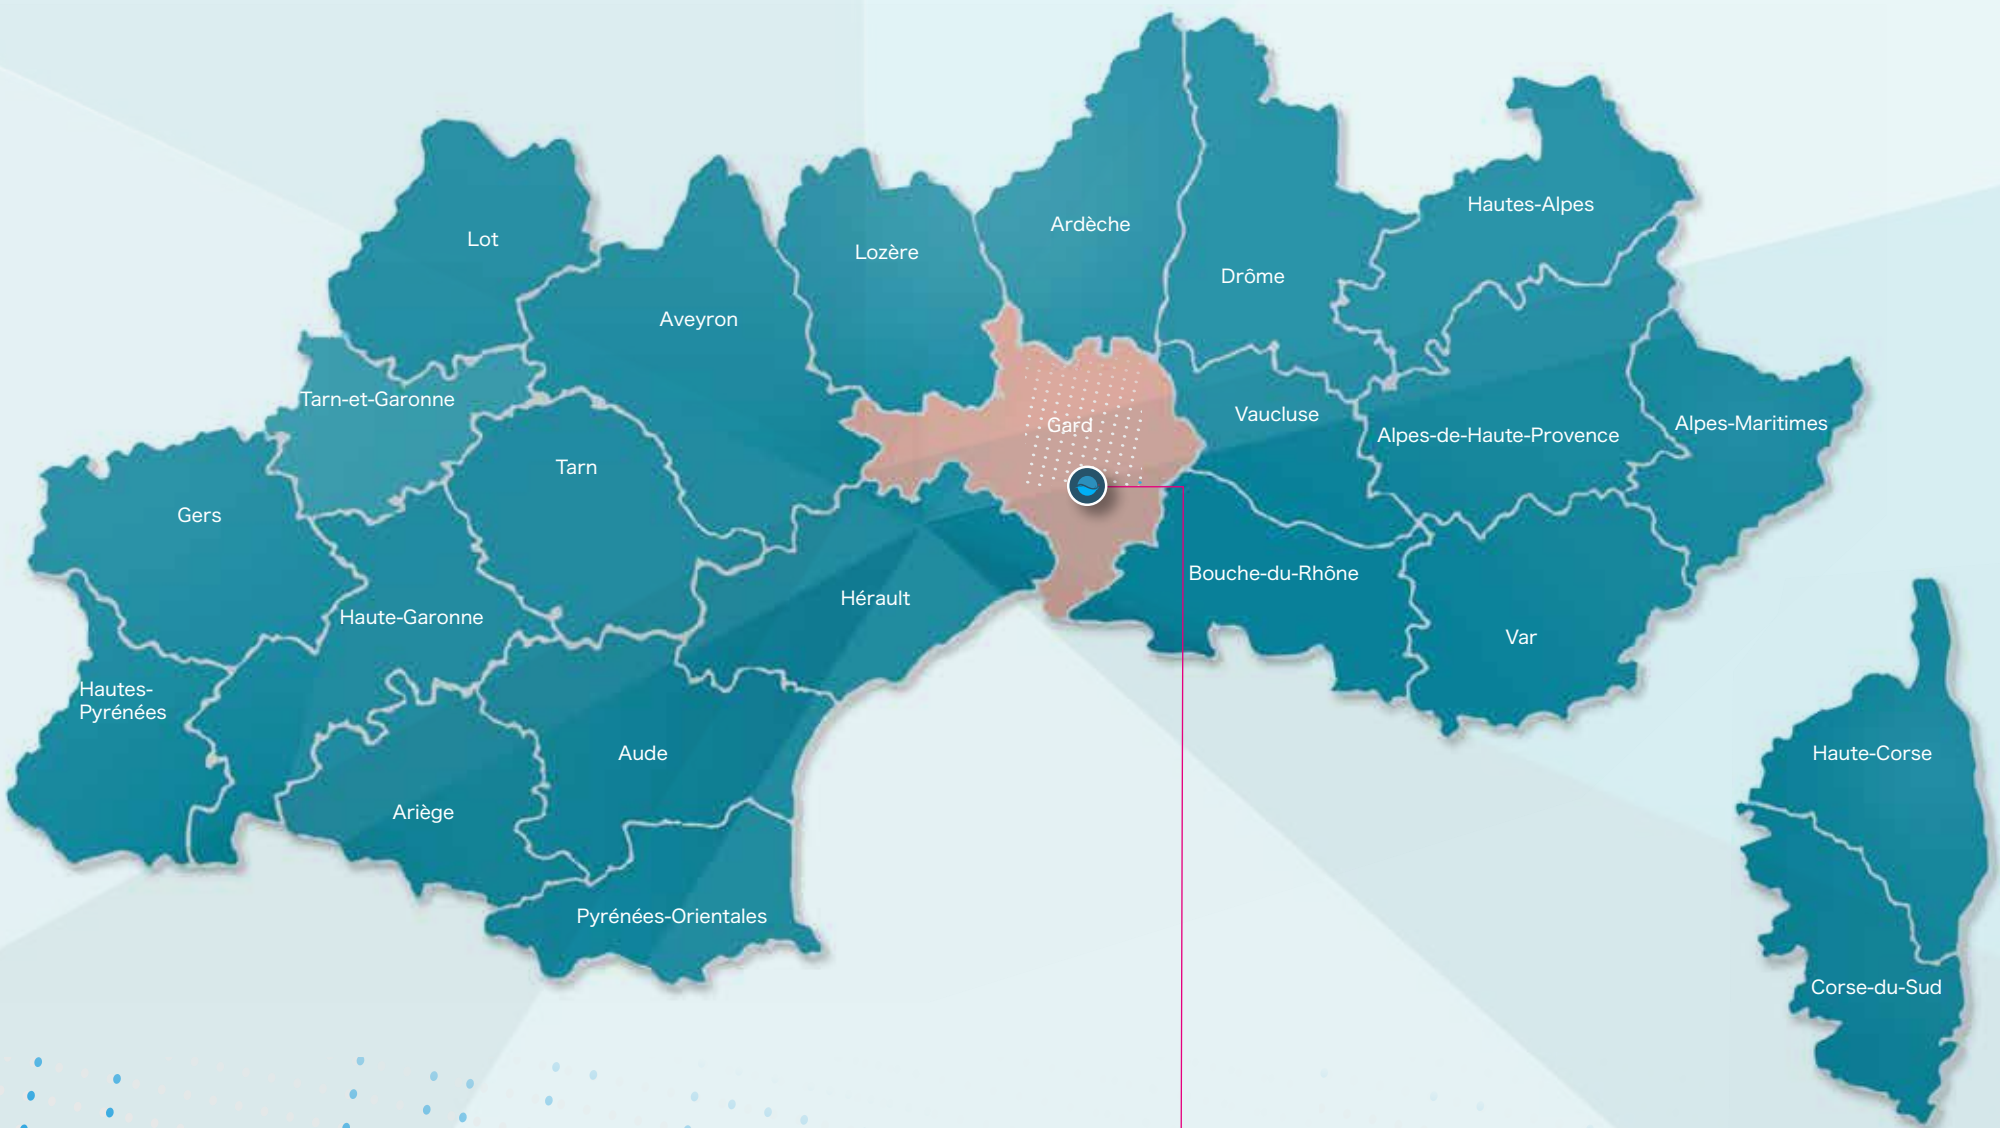 Hautes-Alpes
Ardèche
Lot
Lozère
Drôme
Aveyron
Tarn-et-Garonne
Vaucluse
Gard
Alpes-Maritimes
Alpes-de-Haute-Provence
Tarn
Gers
Bouche-du-Rhône
Hérault
Haute-Garonne
Var
Hautes-
Pyrénées
Aude
Haute-Corse
Ariège
Pyrénées-Orientales
Corse-du-Sud